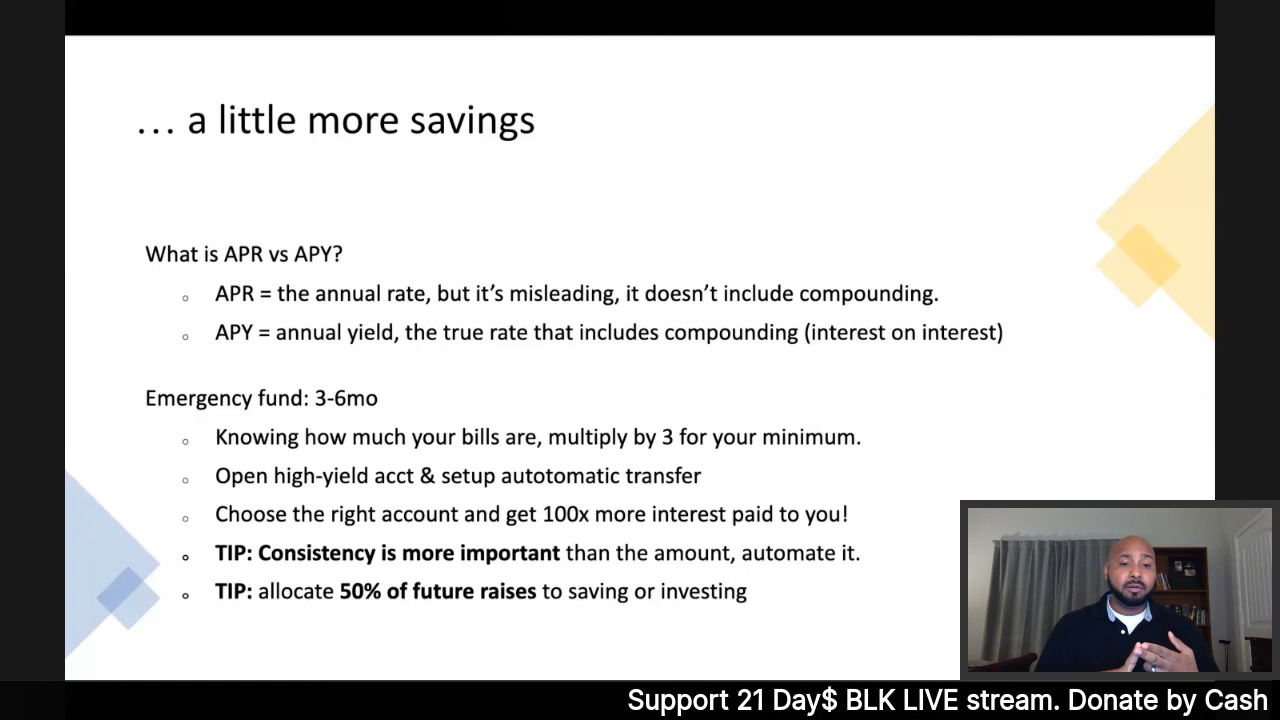 ... a little more savings
What is APR vs APY?
APR = the annual rate, but it’s misleading, it doesn’t include compounding.
APY = annual yield, the true rate that includes compounding (interest on interest)
Emergency fund: 3-6mo
Knowing how much your bills are, multiply by 3 for your minimum.
Open high-yield acct & setup autotomatic transfer
Choose the right account and get 100x more interest paid to you!
TIP: Consistency is more important than the amount, automate it.
TIP: allocate 50% of future raises to saving or investing
Support 21 Day$ BLK LIVE stream. Donate by Cash